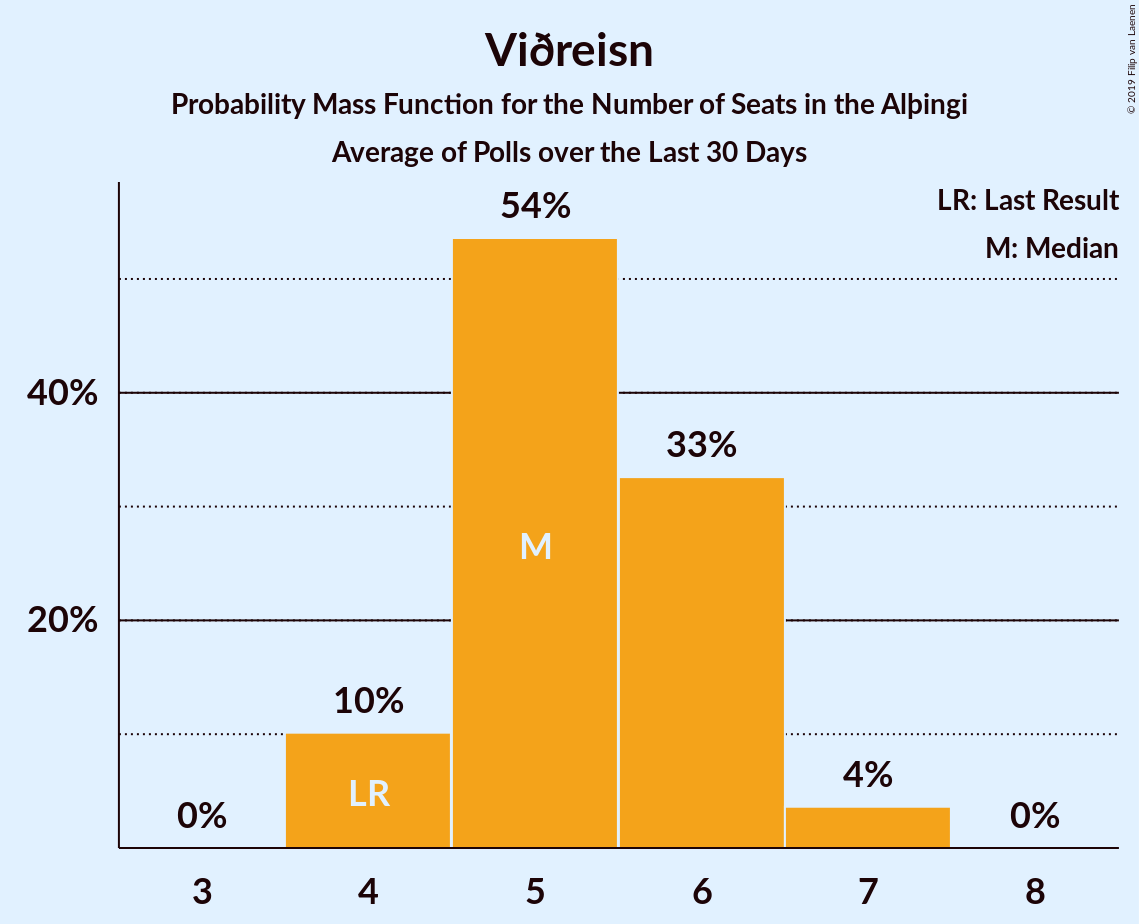 Viðreisn
Probability Mass Function for the Number of Seats in the Alþingi
Average of Polls over the Last 30 Days
© 2019 Filip van Laenen
LR: Last Result
M: Median
54%
40%
33%
M
20%
10%
4%
LR
0%
0%
3 4 5 6 7 8